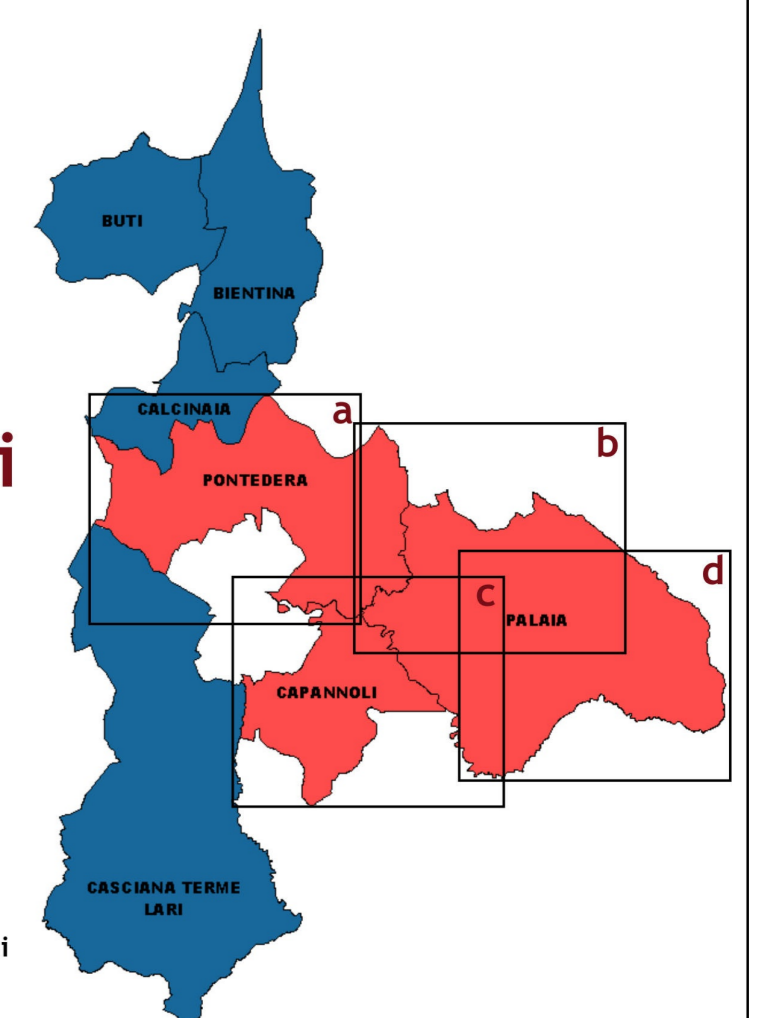 BUTI
BIENTINA
CALCINAIA
a
i
b
PONTEDERA
d
c
PALAIA
CAPANNOLI
CASCIANA TERME
LARI
i